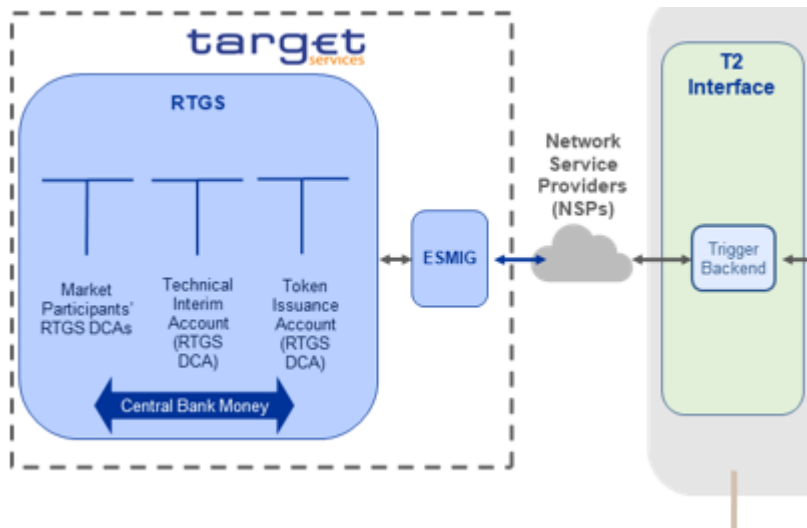 target
services
RTGS
T2
Interface
Network
Service
Providers
(NSPs)
ESMIG
Trigger
Backend
Market
Participants'
RTGS DCAs
Technical
Interim
Account
(RTGS
DCA)
Token
Issuance
Account
(RTGS
DCA)
Central Bank Money